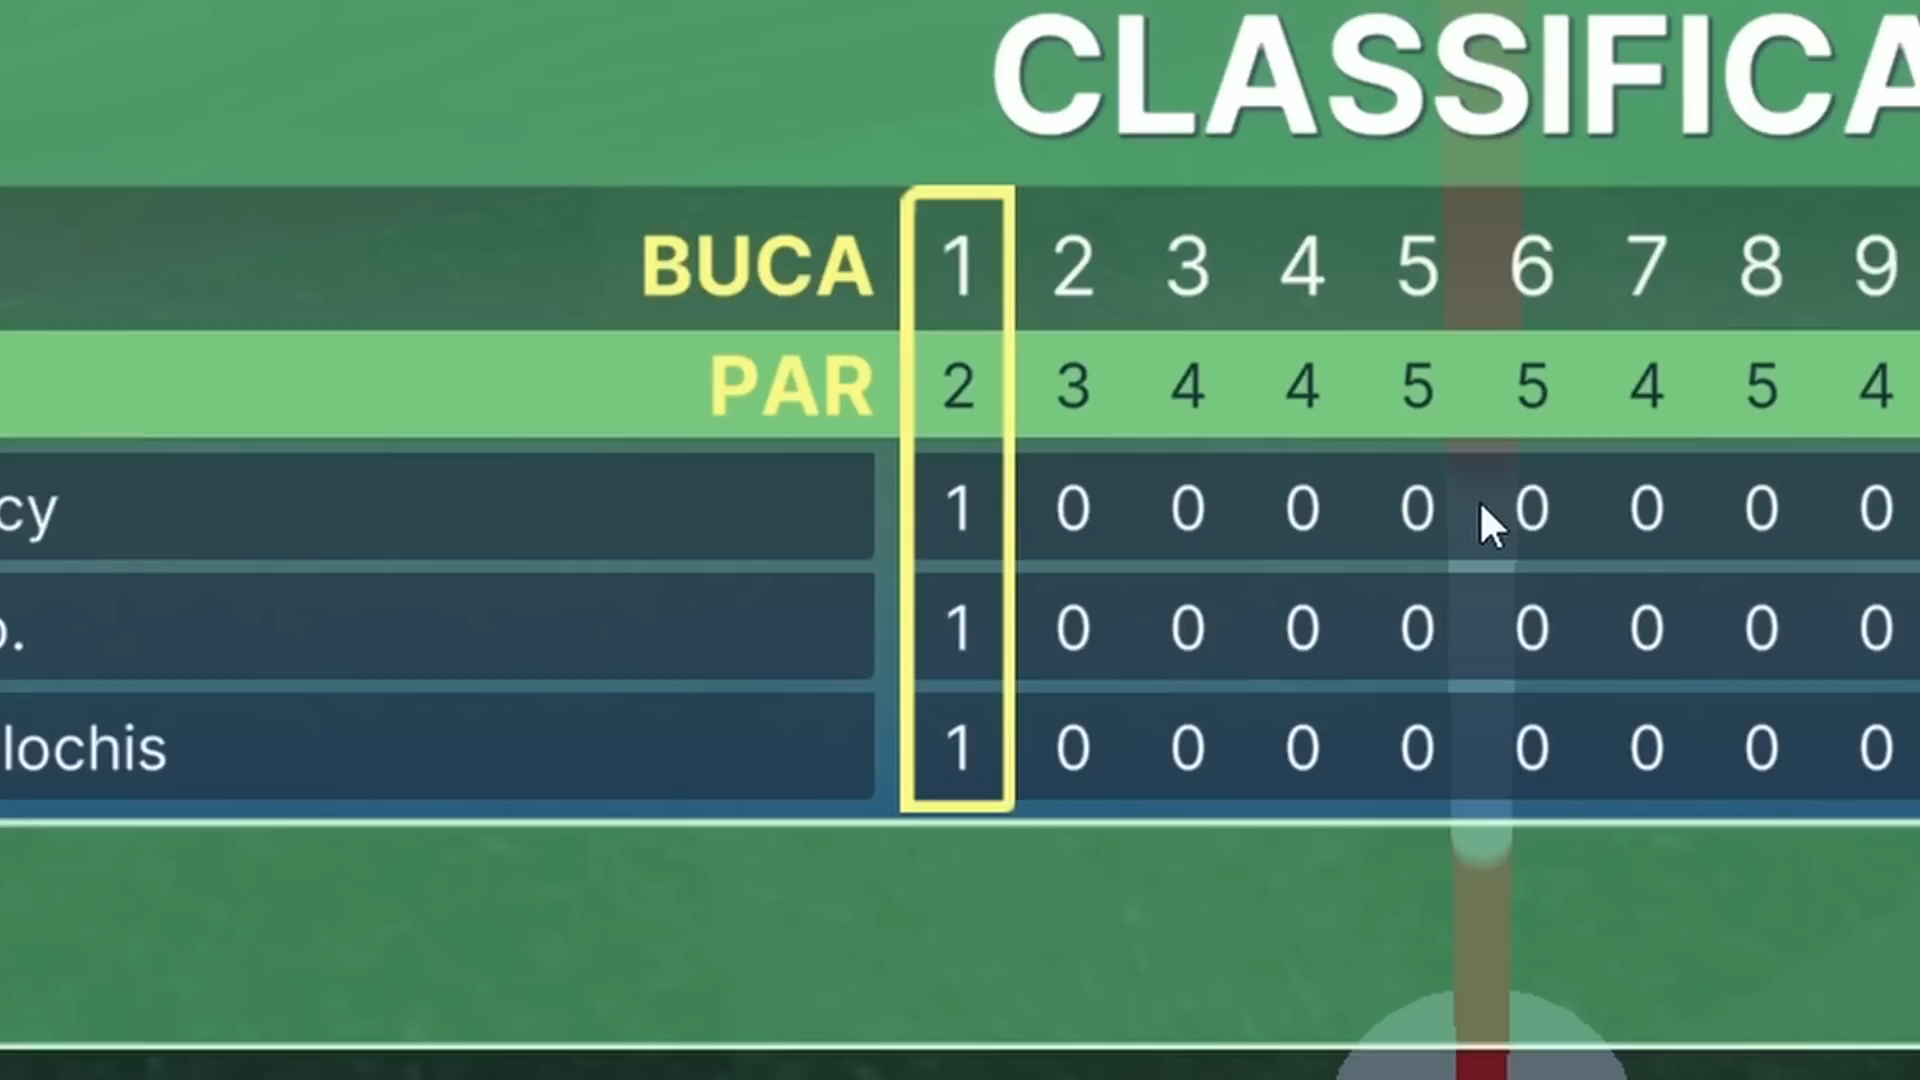 CLASSIFICA
BUCA 1 2 3 4 5 6 7 8 9
PAR 2 3 4 4 5 5 4 5 4
cy 1 0 0 0 0 0 0 0 0
o. 1 0 0 0 0 0 0 0 0
lochis 1 0 0 0 0 0 0 0 0